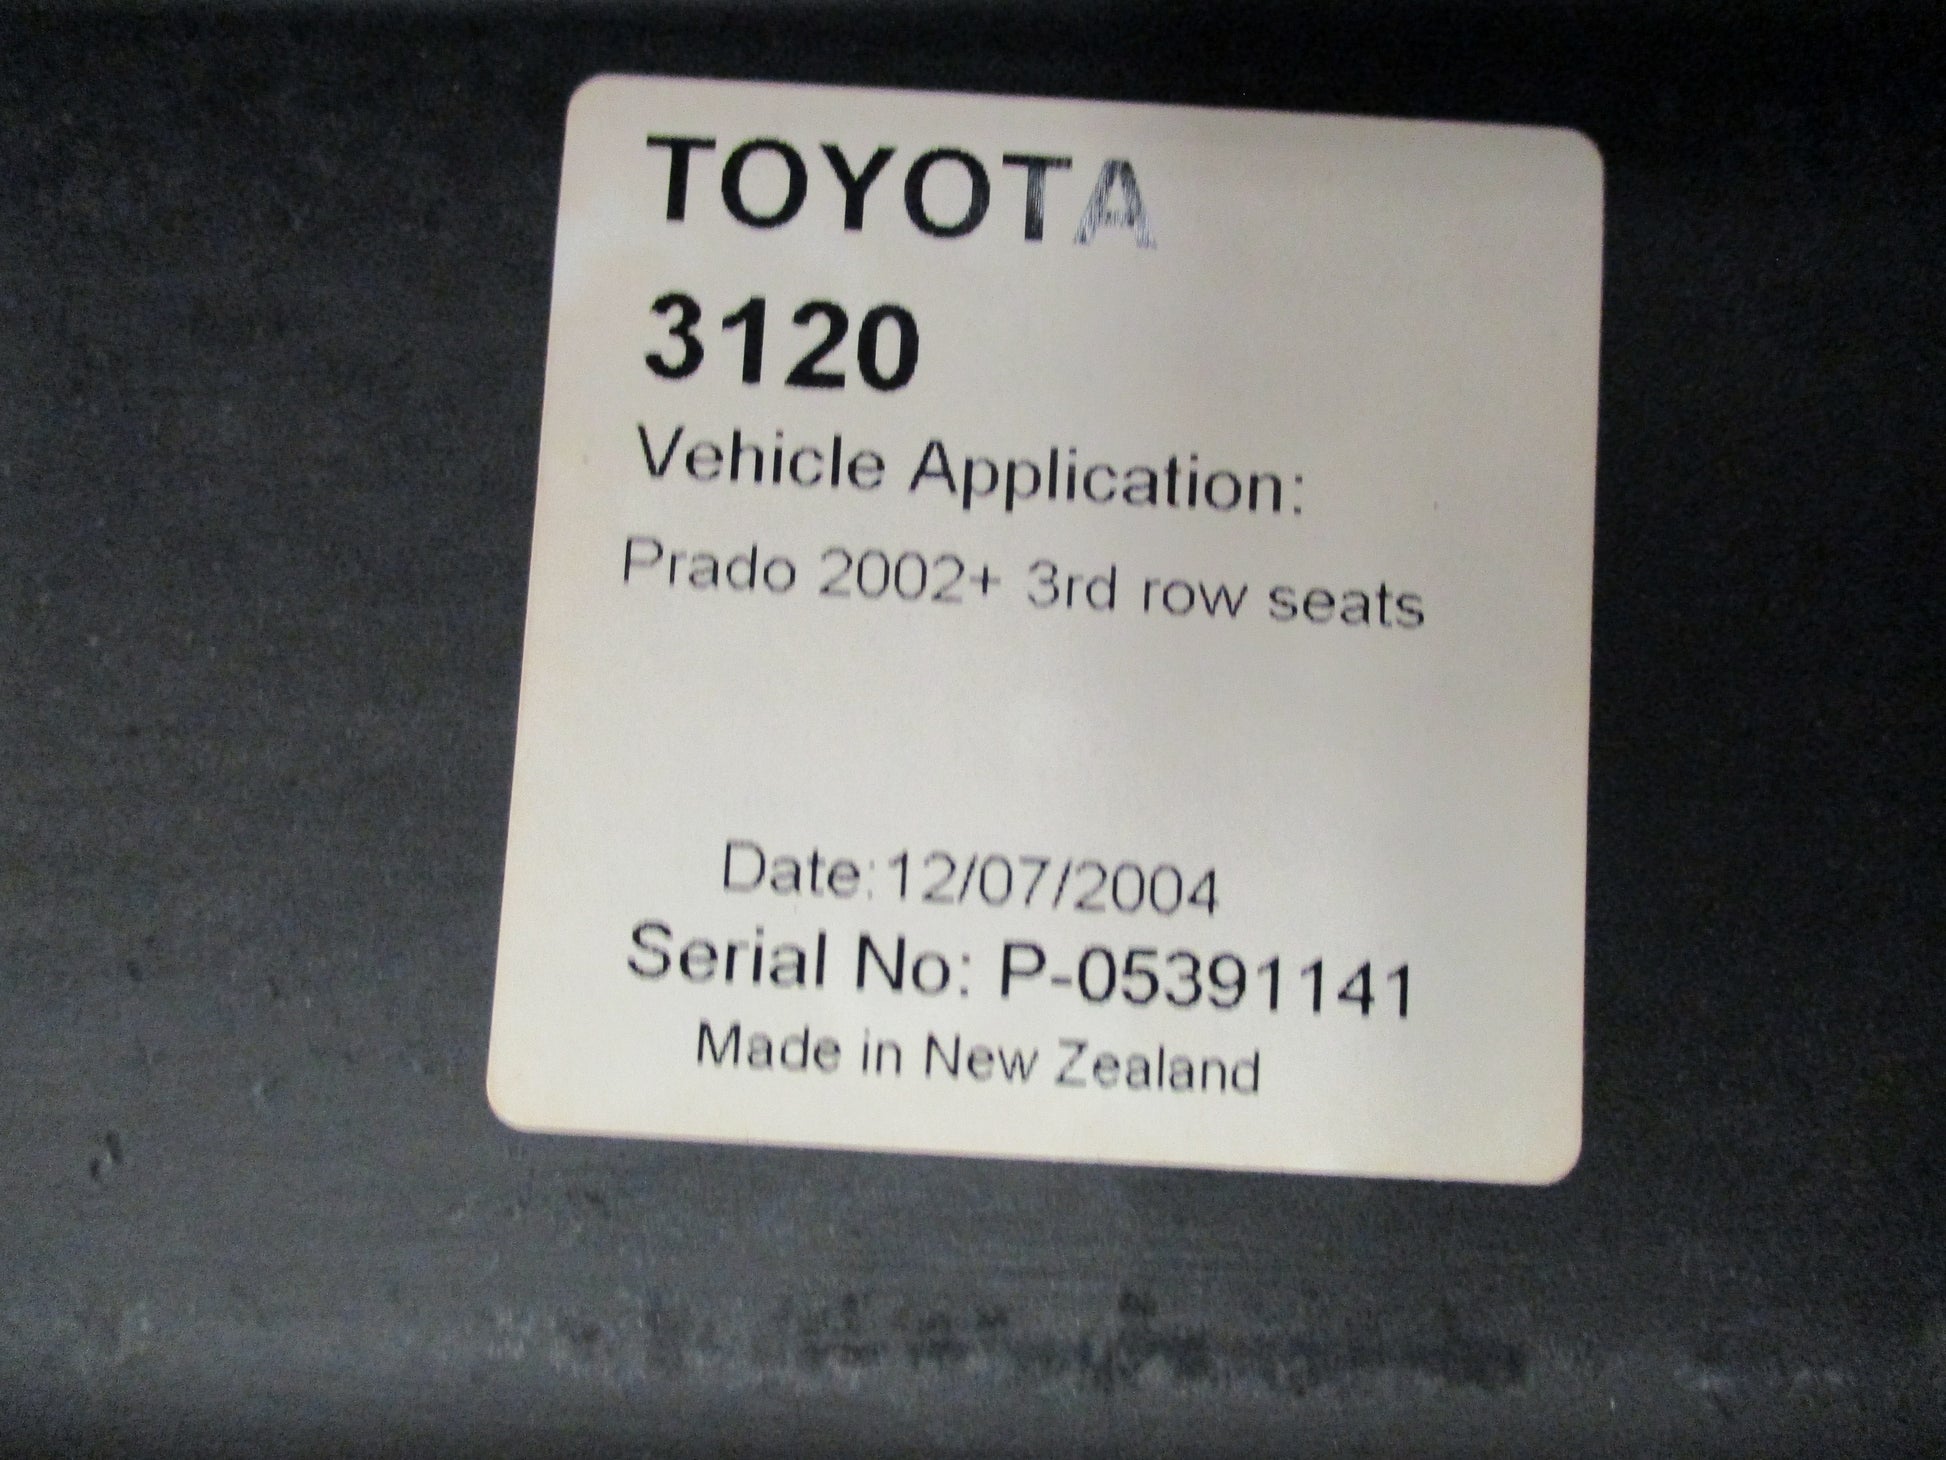 TOYOTA
3120
Vehicle Application:
Prado 2002+ 3rd row seats
Date:12/07/2004
Serial No: P-05391141
Made in New Zealand